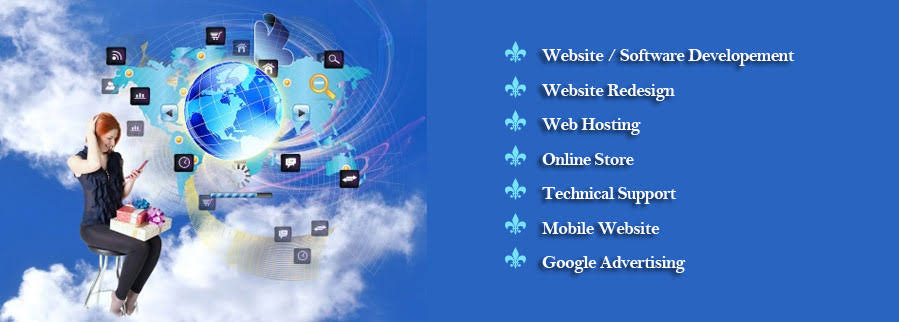 Website / Software Developement
Website Redesign
Web Hosting
Online Store
Technical Support
Mobile Website
Google Advertising